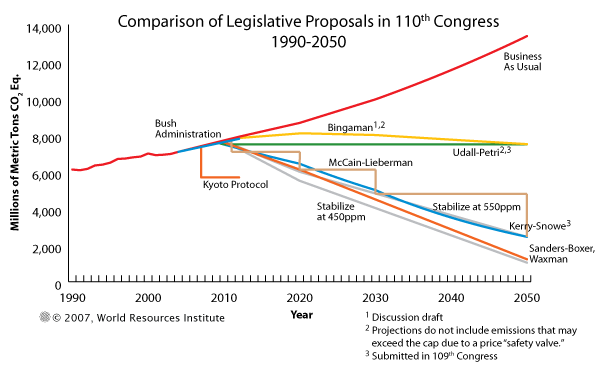 Comparison of Legislative Proposals in 110th Congress
1990-2050
Millions of Metric Tons CO2 Eq.
14,000
12,000
10,000
8,000
6,000
4,000
2,000
0
Business
As Usual
Bush
Administration
Bingaman1,2
Udall-Petri2,3
McCain-Lieberman
Kyoto Protocol
Stabilize
at 450ppm
Stabilize at 550ppm
Kerry-Snowe3
Sanders-Boxer,
Waxman
1990
2000
2010
2020
2030
2040
2050
Year
© 2007, World Resources Institute
1 Discussion draft
2 Projections do not include emissions that may
exceed the cap due to a price "safety valve."
3 Submitted in 109th Congress